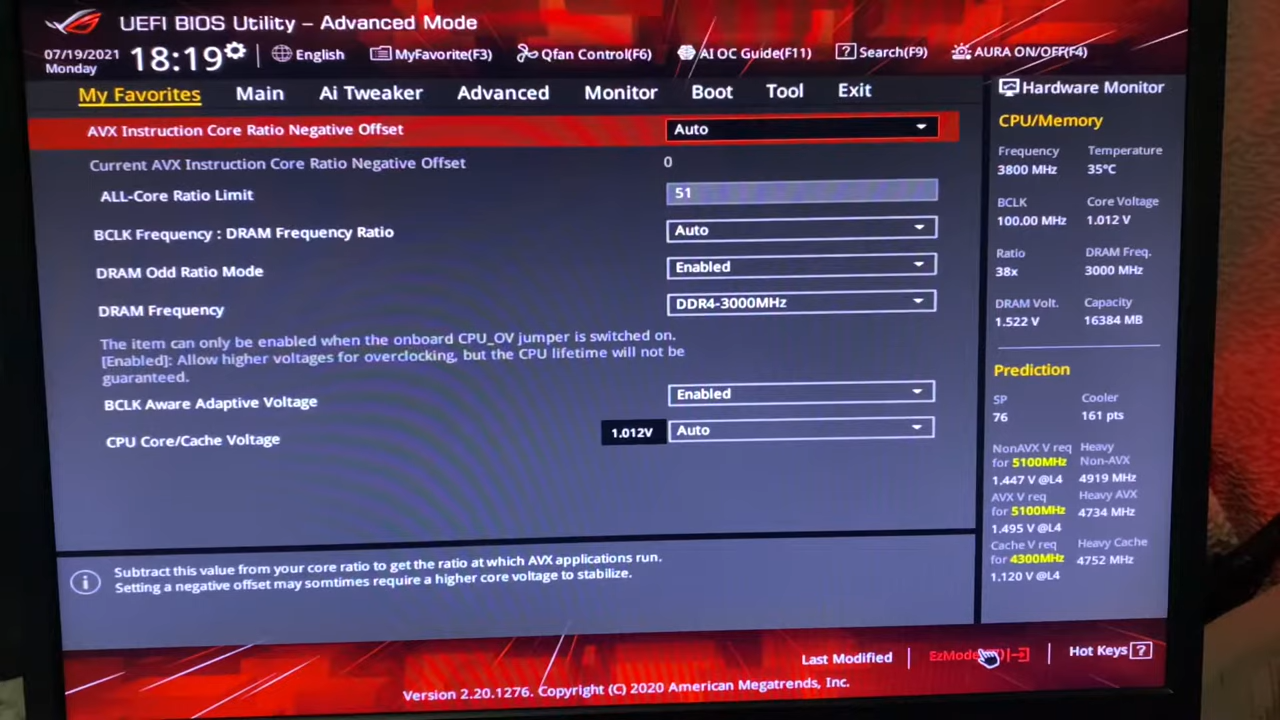 UEFI BIOS Utility – Advanced Mode
07/19/2021
Monday
18:19
English
MyFavorite(F3)
Qfan Control(F6)
AI OC Guide(F11)
Search(F9)
AURA ON/OFF(F4)
My Favorites
Main
Ai Tweaker
Advanced
Monitor
Boot
Tool
Exit
AVX Instruction Core Ratio Negative Offset
Auto
Current AVX Instruction Core Ratio Negative Offset
0
ALL-Core Ratio Limit
51
BCLK Frequency : DRAM Frequency Ratio
Auto
DRAM Odd Ratio Mode
Enabled
DRAM Frequency
DDR4-3000MHz
The item can only be enabled when the onboard CPU_OV jumper is switched on.
[Enabled]: Allow higher voltages for overclocking, but the CPU lifetime will not be
guaranteed.
BCLK Aware Adaptive Voltage
Enabled
CPU Core/Cache Voltage
1.012V
Auto
Subtract this value from your core ratio to get the ratio at which AVX applications run.
Setting a negative offset may somtimes require a higher core voltage to stabilize.
Hardware Monitor
CPU/Memory
Frequency Temperature
3800 MHz 35°C
BCLK Core Voltage
100.00 MHz 1.012 V
Ratio DRAM Freq.
38x 3000 MHz
DRAM Volt. Capacity
1.522 V 16384 MB
Prediction
SP Cooler
76 161 pts
NonAVX V req Heavy
for 5100MHz Non-AVX
1.447 V @L4 4919 MHz
AVX V req Heavy AVX
for 5100MHz 4734 MHz
1.495 V @L4
Cache V req Heavy Cache
for 4300MHz 4752 MHz
1.120 V @L4
Last Modified
EzMode
Hot Keys ?
Version 2.20.1276. Copyright (C) 2020 American Megatrends, Inc.